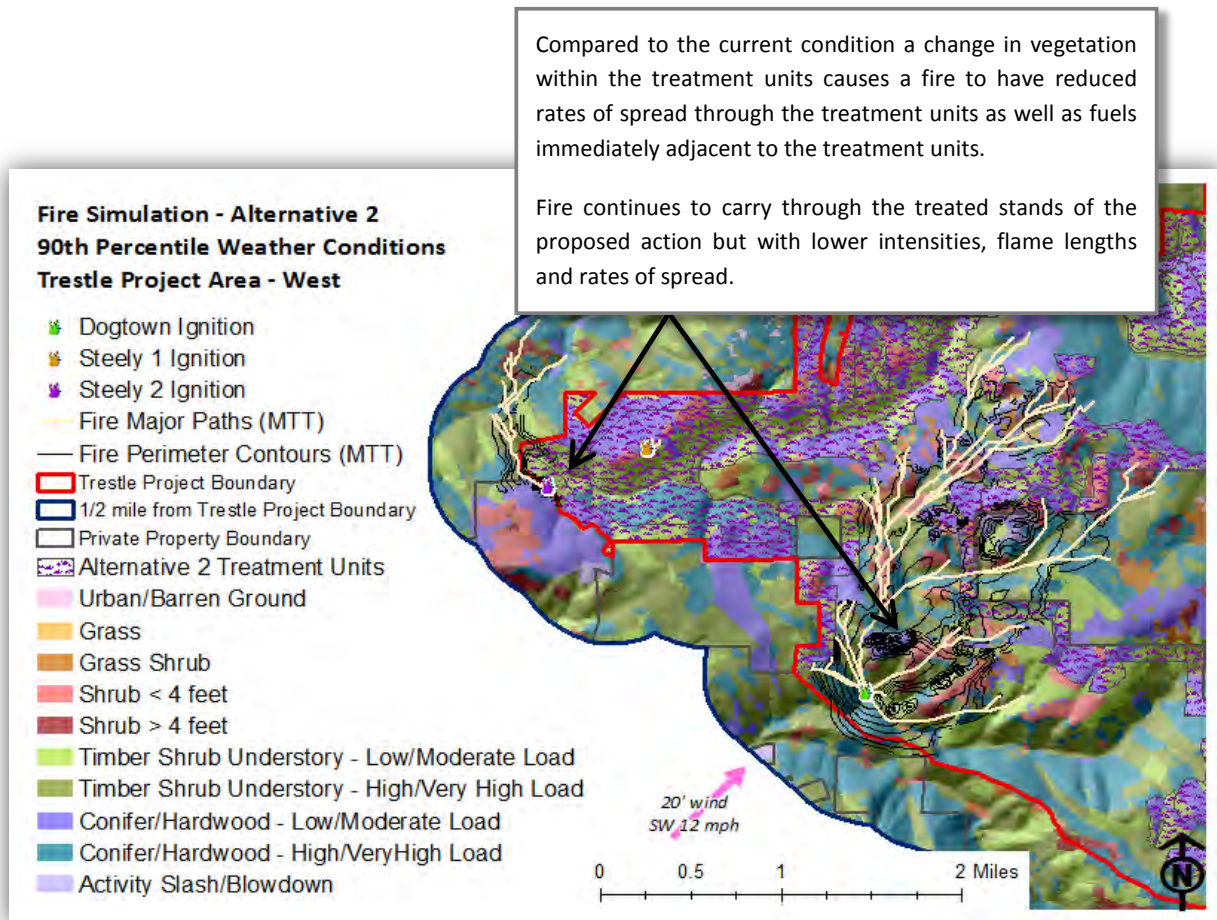 Compared to the current condition a change in vegetation
within the treatment units causes a fire to have reduced
rates of spread through the treatment units as well as fuels
immediately adjacent to the treatment units.
Fire continues to carry through the treated stands of the
proposed action but with lower intensities, flame lengths
and rates of spread.
Fire Simulation - Alternative 2
90th Percentile Weather Conditions
Trestle Project Area - West
Dogtown Ignition
Steely 1 Ignition
Steely 2 Ignition
Fire Major Paths (MTT)
Fire Perimeter Contours (MTT)
Trestle Project Boundary
1/2 mile from Trestle Project Boundary
Private Property Boundary
Alternative 2 Treatment Units
Urban/Barren Ground
Grass
Grass Shrub
Shrub < 4 feet
Shrub > 4 feet
Timber Shrub Understory - Low/Moderate Load
Timber Shrub Understory - High/Very High Load
Conifer/Hardwood - Low/Moderate Load
Conifer/Hardwood - High/VeryHigh Load
Activity Slash/Blowdown
20' wind
SW 12 mph
0 0.5 1 2 Miles
N